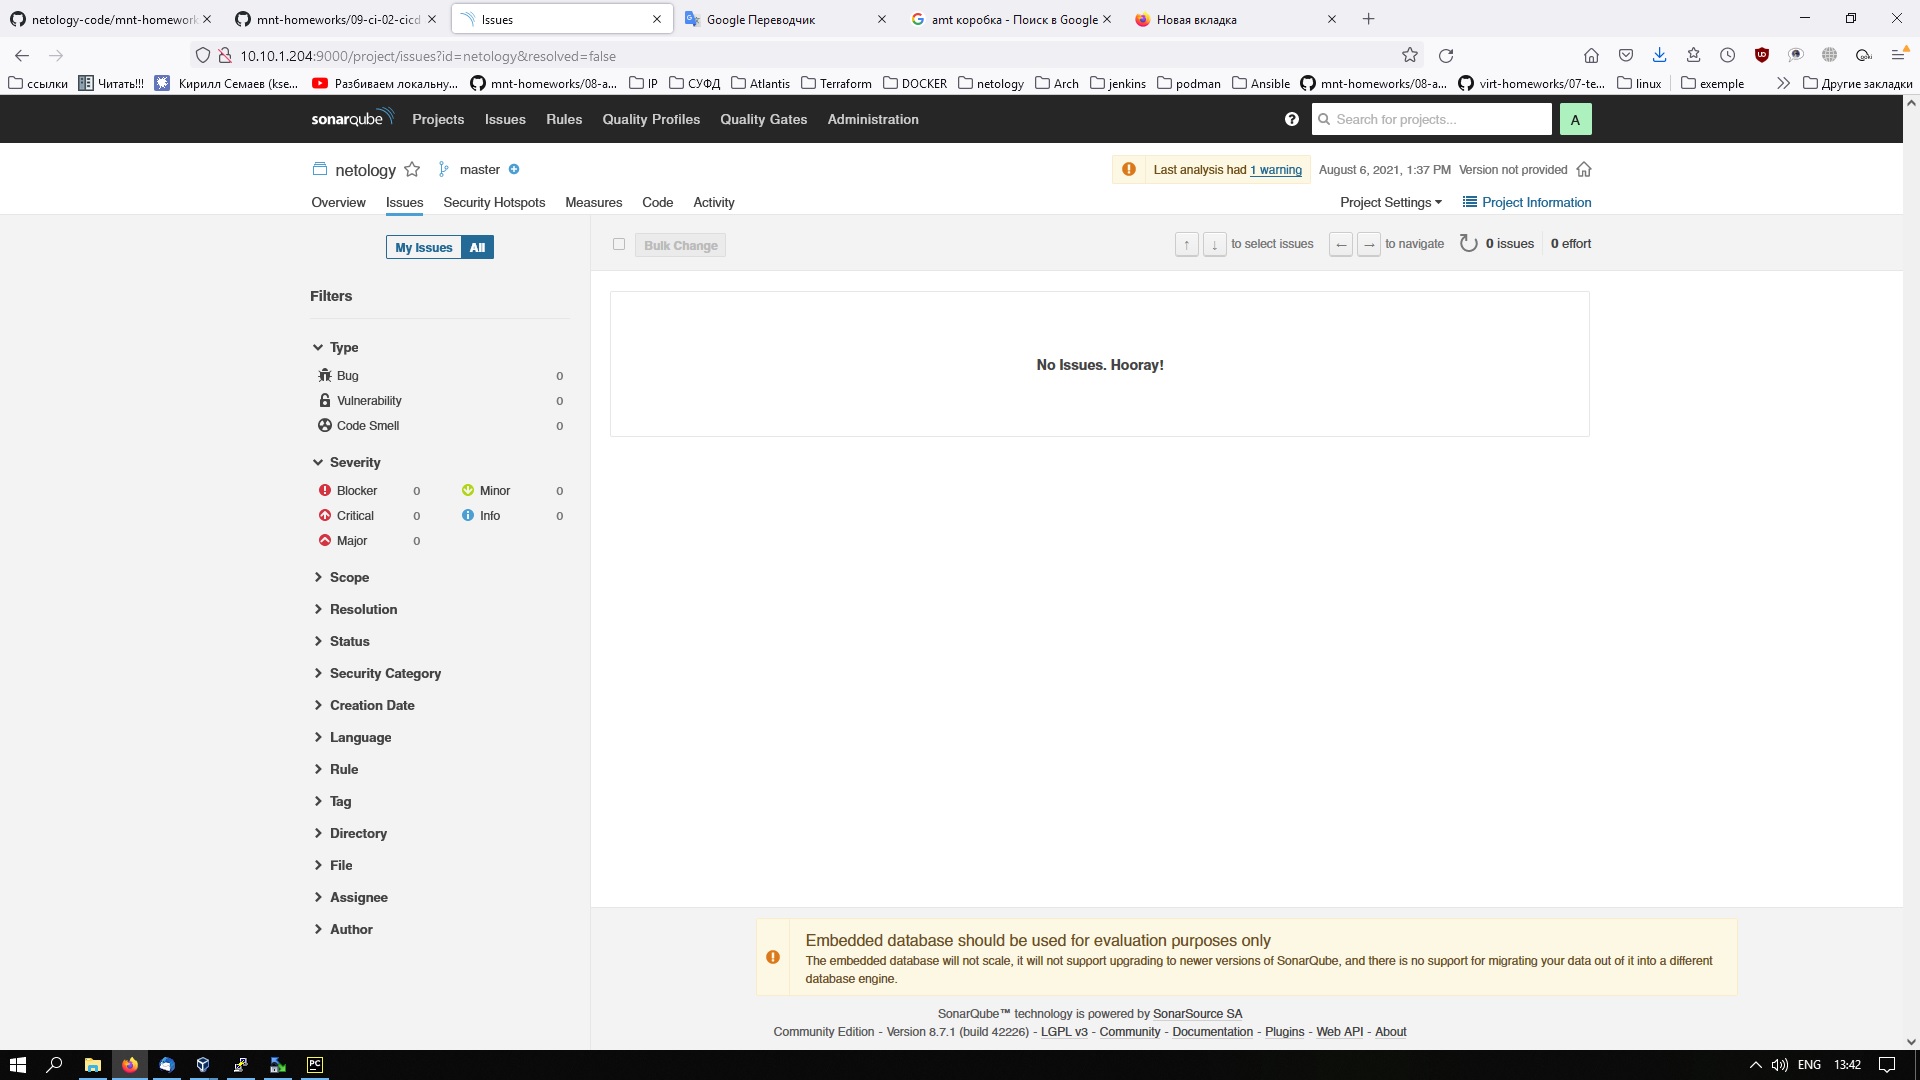 netology-code/mnt-homework
mnt-homeworks/09-ci-02-cicd
Issues
Google Переводчик
amt коробка - Поиск в Google
Новая вкладка
10.10.1.204:9000/project/issues?id=netology&resolved=false
ссылки
Читать!!!
Кирилл Семаев (kse...
Разбиваем локальну...
mnt-homeworks/08-a...
IP
СУФД
Atlantis
Terraform
DOCKER
netology
Arch
jenkins
podman
Ansible
mnt-homeworks/08-a...
virt-homeworks/07-te...
linux
exemple
Другие закладки
sonarqube
Projects
Issues
Rules
Quality Profiles
Quality Gates
Administration
Search for projects...
A
netology
master
Last analysis had 1 warning
August 6, 2021, 1:37 PM
Version not provided
Overview
Issues
Security Hotspots
Measures
Code
Activity
Project Settings
Project Information
My Issues
All
Bulk Change
↑ ↓ to select issues
← → to navigate
0 issues
0 effort
Filters
Type
Bug 0
Vulnerability 0
Code Smell 0
Severity
Blocker 0
Minor 0
Critical 0
Info 0
Major 0
Scope
Resolution
Status
Security Category
Creation Date
Language
Rule
Tag
Directory
File
Assignee
Author
No Issues. Hooray!
Embedded database should be used for evaluation purposes only
The embedded database will not scale, it will not support upgrading to newer versions of SonarQube, and there is no support for migrating your data out of it into a different
database engine.
SonarQube™ technology is powered by SonarSource SA
Community Edition - Version 8.7.1 (build 42226) - LGPL v3 - Community - Documentation - Plugins - Web API - About
PC
ENG
13:42